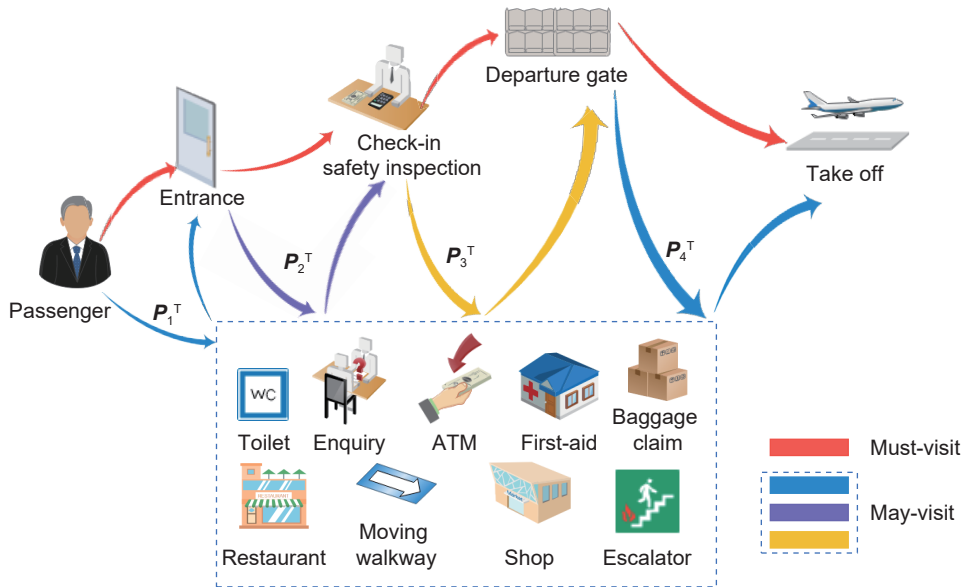 Departure gate
Check-in
safety inspection
Take off
Entrance
Passenger
P₁ᵀ
P₂ᵀ
P₃ᵀ
P₄ᵀ
WC
?
Toilet
Enquiry
ATM
First-aid
Baggage
claim
RESTAURANT
Restaurant
Moving
walkway
Shop
Escalator
Must-visit
May-visit